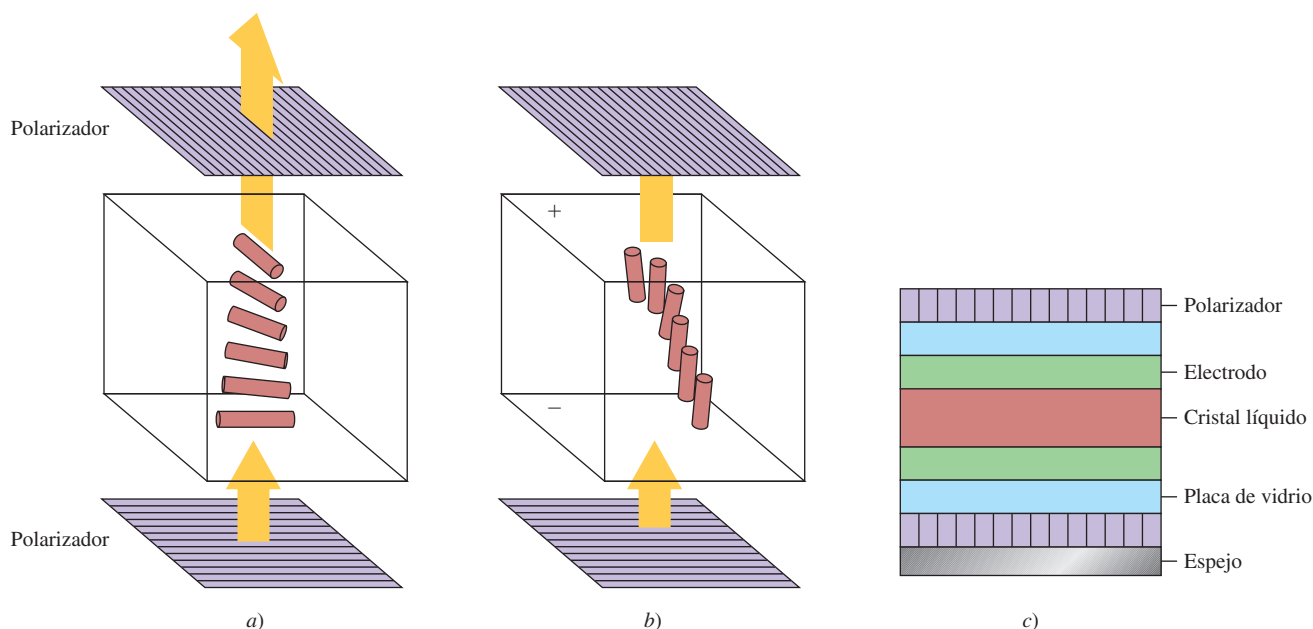 Polarizador
+
−
Polarizador
Electrodo
Cristal líquido
Placa de vidrio
Polarizador
Espejo
a)
b)
c)